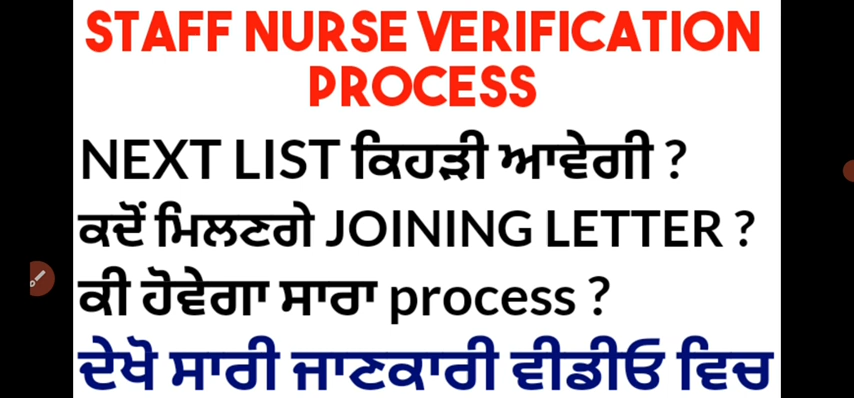 STAFF NURSE VERIFICATION
PROCESS
NEXT LIST ਕਿਹੜੀ ਆਵੇਗੀ ?
ਕਦੋਂ ਮਿਲਣਗੇ JOINING LETTER ?
ਕੀ ਹੋਵੇਗਾ ਸਾਰਾ process ?
ਦੇਖੋ ਸਾਰੀ ਜਾਣਕਾਰੀ ਵੀਡੀਓ ਵਿਚ